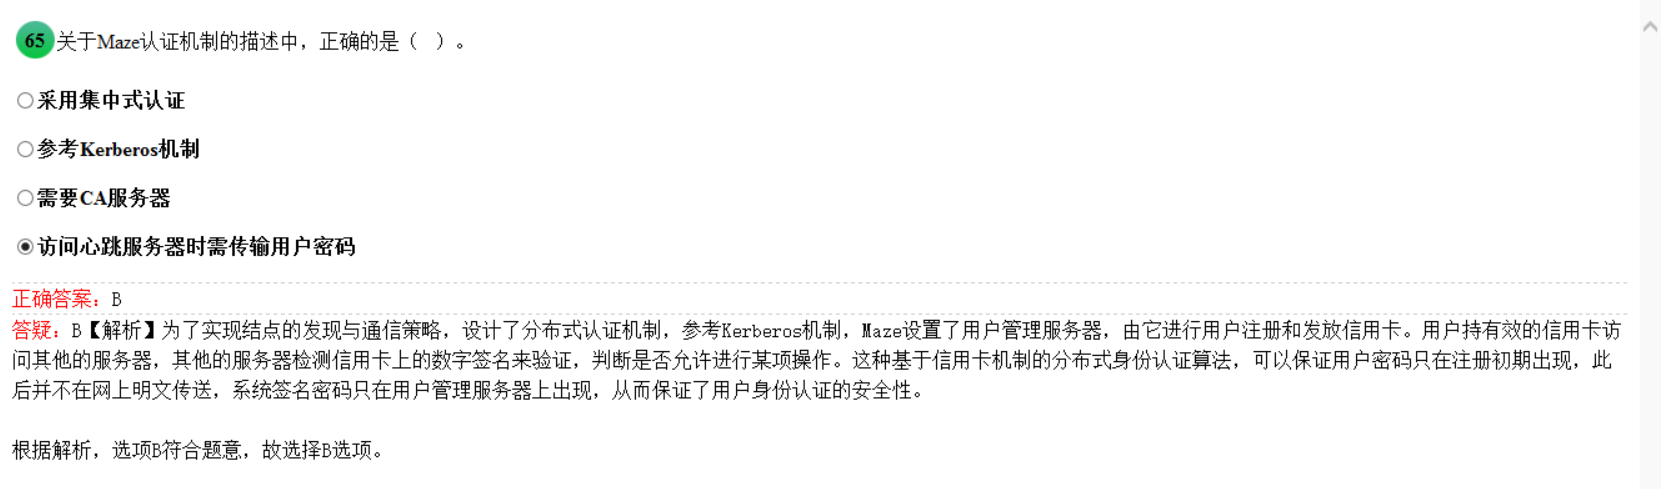 65 关于Maze认证机制的描述中，正确的是（  ）。
采用集中式认证
参考Kerberos机制
需要CA服务器
访问心跳服务器时需传输用户密码
正确答案：B
答疑：B【解析】为了实现结点的发现与通信策略，设计了分布式认证机制，参考Kerberos机制，Maze设置了用户管理服务器，由它进行用户注册和发放信用卡。用户持有效的信用卡访
问其他的服务器，其他的服务器检测信用卡上的数字签名来验证，判断是否允许进行某项操作。这种基于信用卡机制的分布式身份认证算法，可以保证用户密码只在注册初期出现，此
后并不在网上明文传送，系统签名密码只在用户管理服务器上出现，从而保证了用户身份认证的安全性。
根据解析，选项B符合题意，故选择B选项。